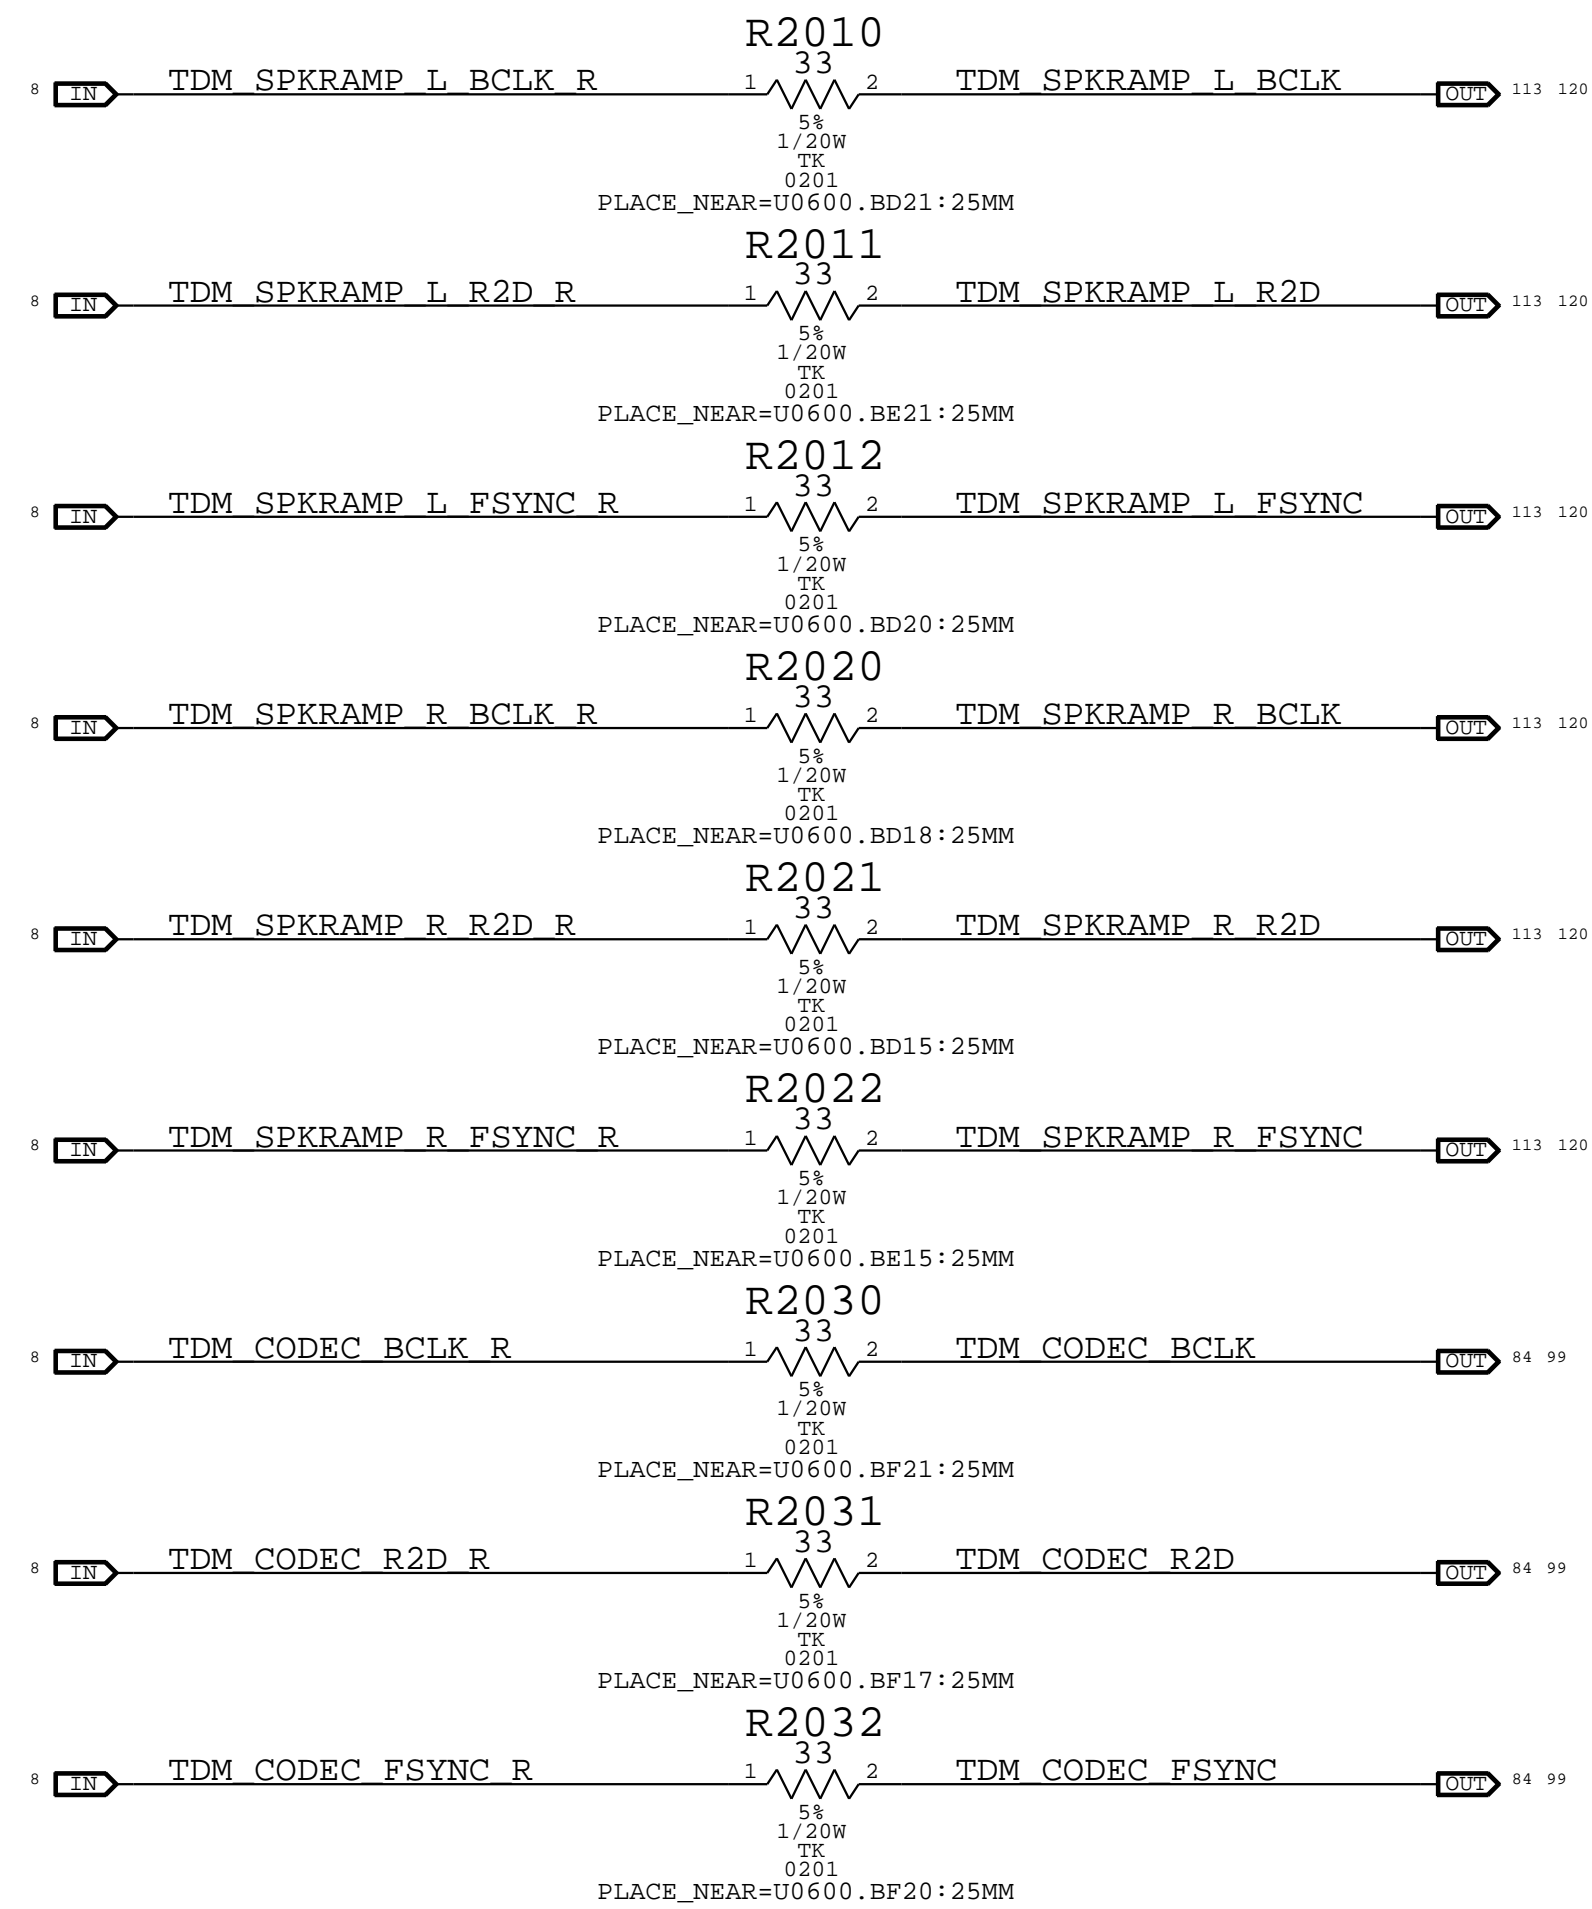 R2010
33
8 IN TDM_SPKRAMP_L_BCLK_R 1 2 TDM_SPKRAMP_L_BCLK OUT 113 120
5%
1/20W
TK
0201
PLACE_NEAR=U0600.BD21:25MM
R2011
33
8 IN TDM_SPKRAMP_L_R2D_R 1 2 TDM_SPKRAMP_L_R2D OUT 113 120
5%
1/20W
TK
0201
PLACE_NEAR=U0600.BE21:25MM
R2012
33
8 IN TDM_SPKRAMP_L_FSYNC_R 1 2 TDM_SPKRAMP_L_FSYNC OUT 113 120
5%
1/20W
TK
0201
PLACE_NEAR=U0600.BD20:25MM
R2020
33
8 IN TDM_SPKRAMP_R_BCLK_R 1 2 TDM_SPKRAMP_R_BCLK OUT 113 120
5%
1/20W
TK
0201
PLACE_NEAR=U0600.BD18:25MM
R2021
33
8 IN TDM_SPKRAMP_R_R2D_R 1 2 TDM_SPKRAMP_R_R2D OUT 113 120
5%
1/20W
TK
0201
PLACE_NEAR=U0600.BD15:25MM
R2022
33
8 IN TDM_SPKRAMP_R_FSYNC_R 1 2 TDM_SPKRAMP_R_FSYNC OUT 113 120
5%
1/20W
TK
0201
PLACE_NEAR=U0600.BE15:25MM
R2030
33
8 IN TDM_CODEC_BCLK_R 1 2 TDM_CODEC_BCLK OUT 84 99
5%
1/20W
TK
0201
PLACE_NEAR=U0600.BF21:25MM
R2031
33
8 IN TDM_CODEC_R2D_R 1 2 TDM_CODEC_R2D OUT 84 99
5%
1/20W
TK
0201
PLACE_NEAR=U0600.BF17:25MM
R2032
33
8 IN TDM_CODEC_FSYNC_R 1 2 TDM_CODEC_FSYNC OUT 84 99
5%
1/20W
TK
0201
PLACE_NEAR=U0600.BF20:25MM